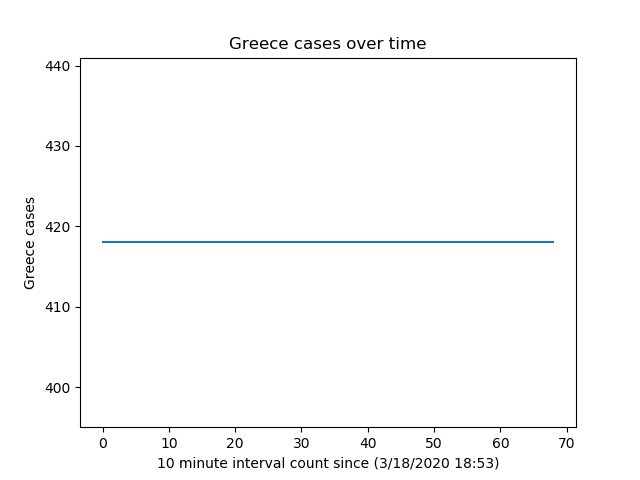 Greece cases over time
440
430
420
410
400
Greece cases
0 10 20 30 40 50 60 70
10 minute interval count since (3/18/2020 18:53)